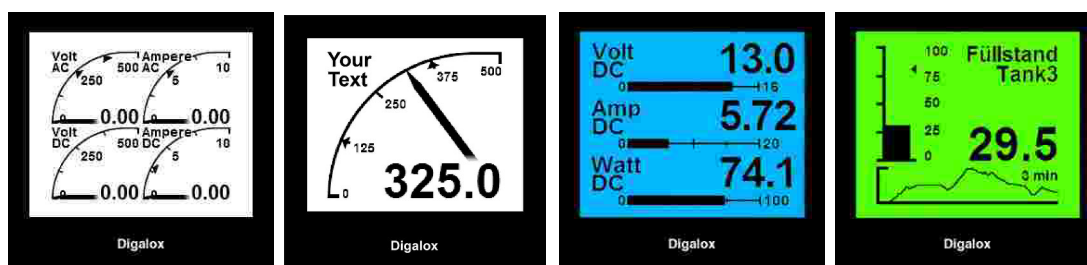 Volt
AC
250
500
0
0.00
Ampere
AC
5
10
0
0.00
Volt
DC
250
500
0
0.00
Ampere
DC
5
10
0
0.00
Digalox
Your
Text
0
125
250
375
500
325.0
Digalox
Volt
DC
13.0
0 16
Amp
DC
5.72
0 20
Watt
DC
74.1
0 100
Digalox
100
75
50
25
0
Füllstand
Tank3
29.5
3 min
Digalox